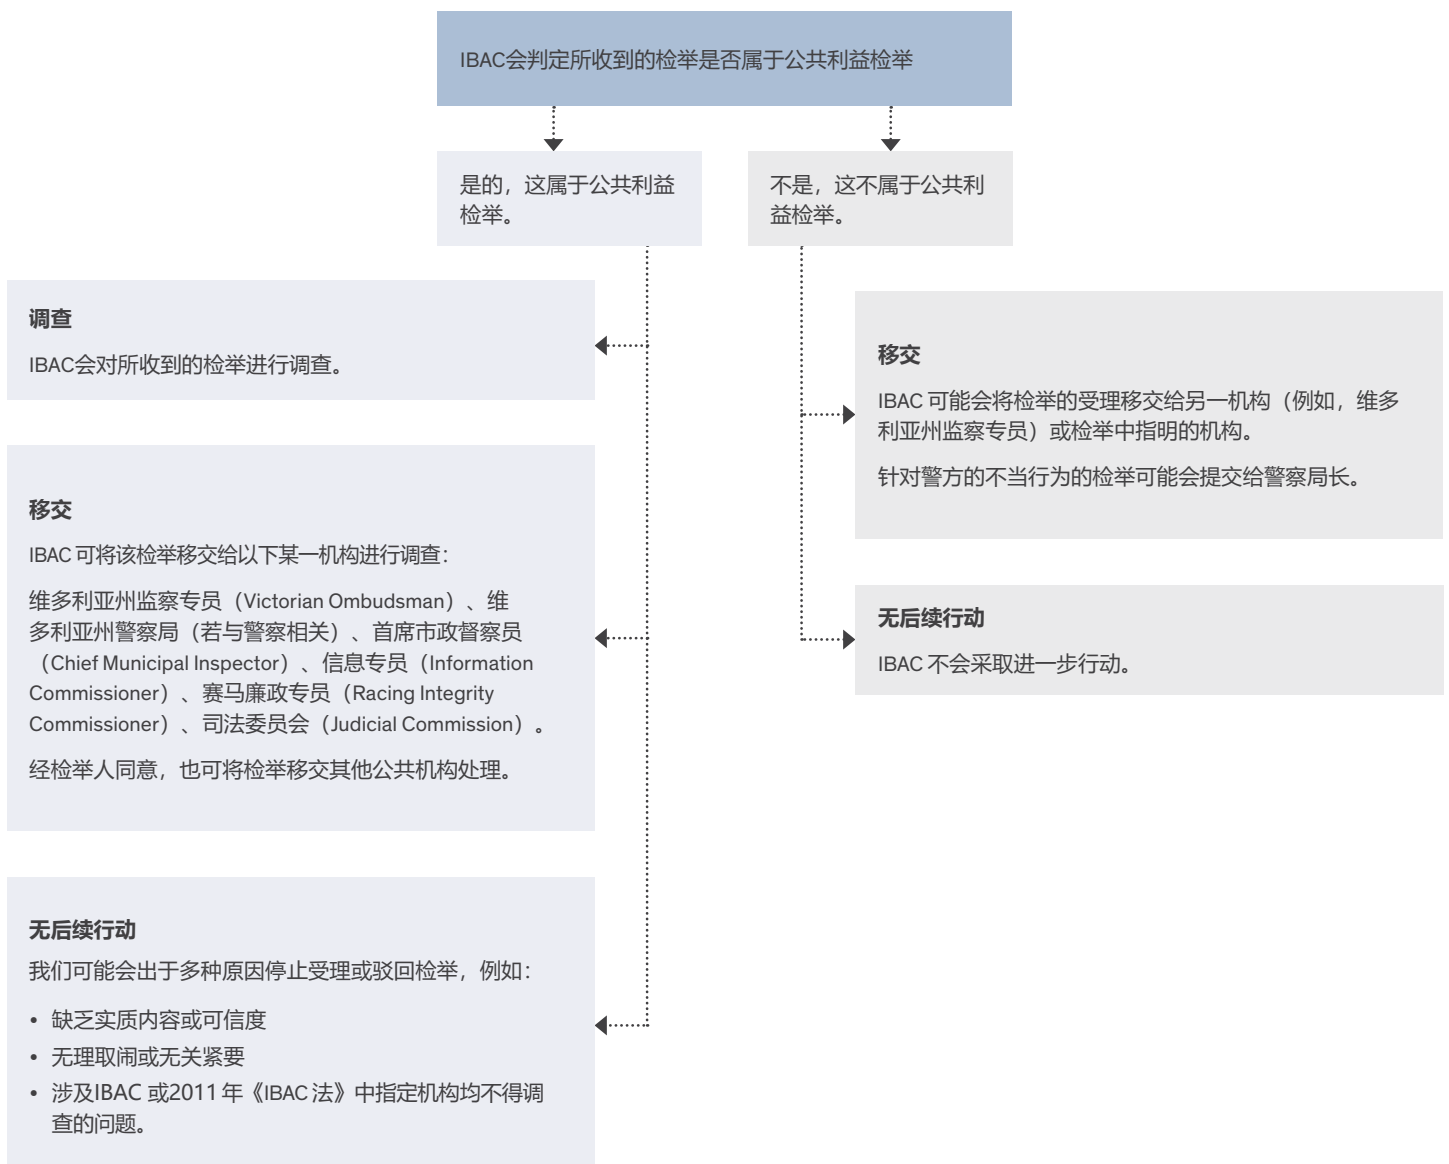 IBAC会判定所收到的检举是否属于公共利益检举
是的，这属于公共利益
检举。
不是，这不属于公共利
益检举。
调查
IBAC会对所收到的检举进行调查。
移交
IBAC 可将该检举移交给以下某一机构进行调查：
维多利亚州监察专员（Victorian Ombudsman）、维
多利亚州警察局（若与警察相关）、首席市政督察员
（Chief Municipal Inspector）、信息专员（Information
Commissioner）、赛马廉政专员（Racing Integrity
Commissioner）、司法委员会（Judicial Commission）。
经检举人同意，也可将检举移交其他公共机构处理。
无后续行动
我们可能会出于多种原因停止受理或驳回检举，例如：
• 缺乏实质内容或可信度
• 无理取闹或无关紧要
• 涉及IBAC 或2011 年《IBAC 法》中指定机构均不得调
查的问题。
移交
IBAC 可能会将检举的受理移交给另一机构（例如，维多
利亚州监察专员）或检举中指明的机构。
针对警方的不当行为的检举可能会提交给警察局长。
无后续行动
IBAC 不会采取进一步行动。